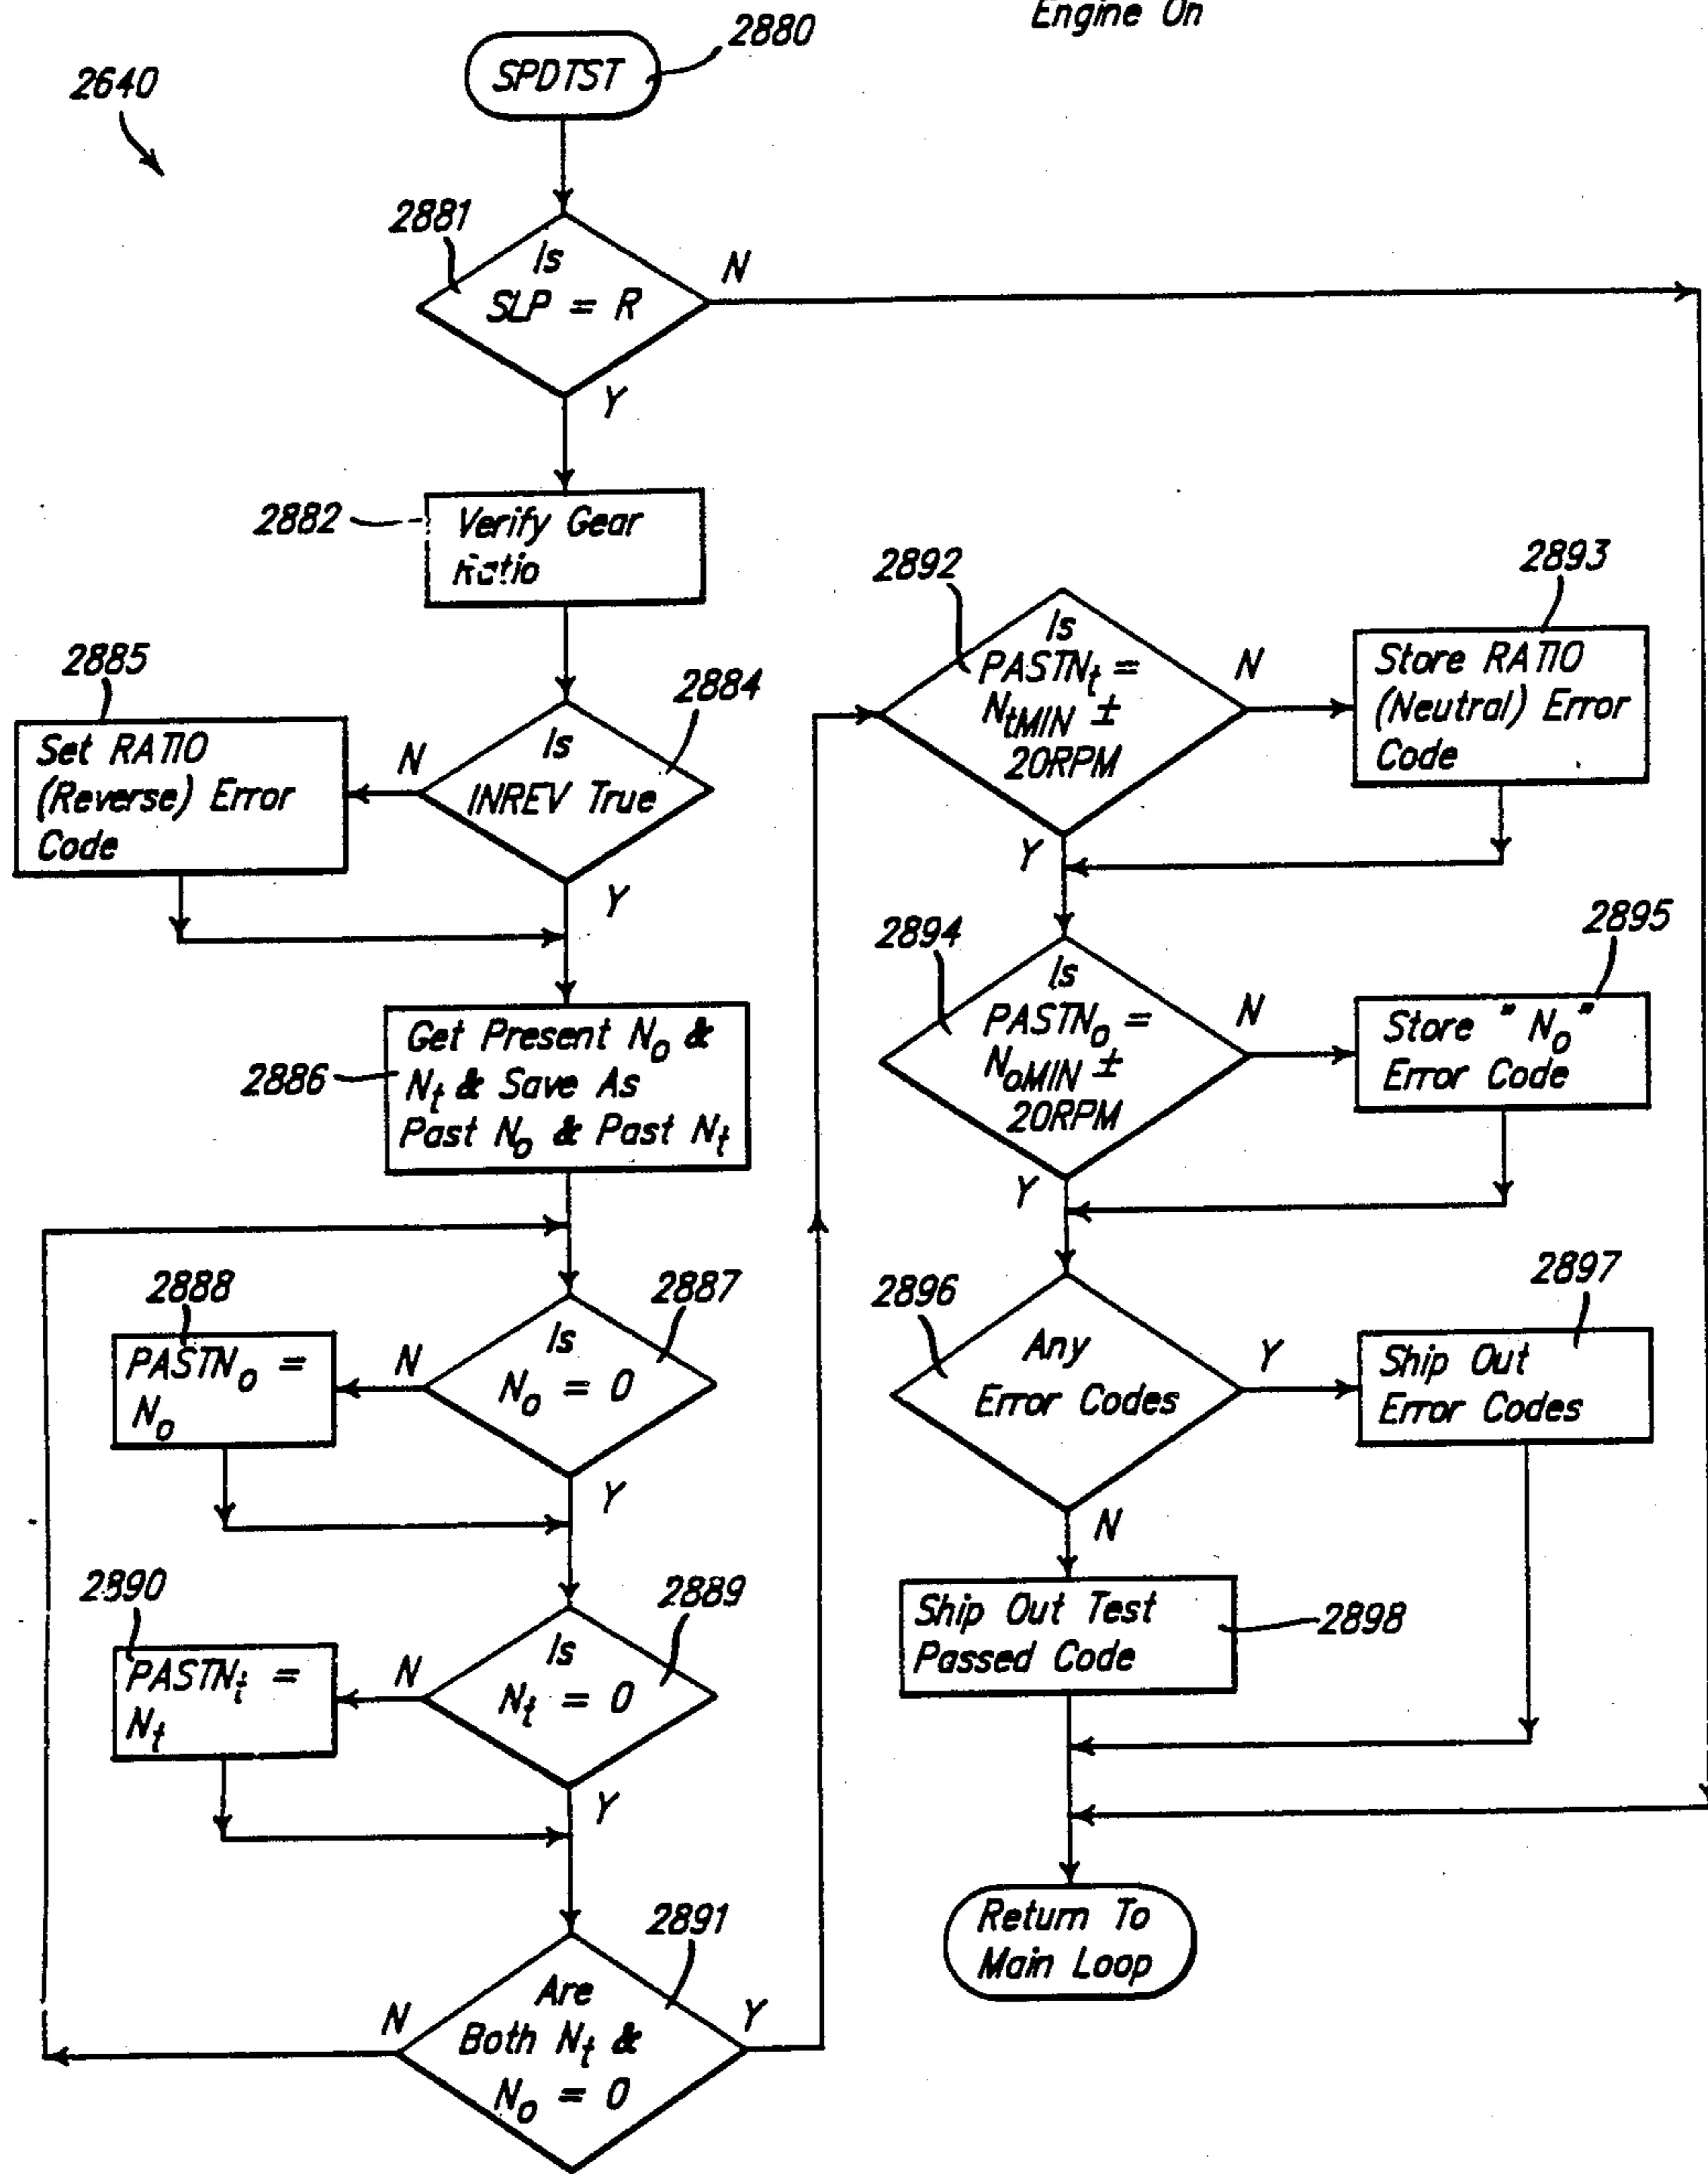 Engine On
2640
SPDTST
2880
2881
Is
SLP = R
N
Y
2882
Verify Gear
Ratio
2884
Is
INREV True
N
Y
2885
Set RATIO
(Reverse) Error
Code
2886
Get Present No &
Nt & Save As
Past No & Past Nt
2887
Is
No = 0
N
Y
2888
PASTNo =
No
2889
Is
Nt = 0
N
Y
2890
PASTNt =
Nt
2891
Are
Both Nt &
No = 0
N
Y
2892
Is
PASTNt =
NtMIN ±
20RPM
N
Y
2893
Store RATIO
(Neutral) Error
Code
2894
Is
PASTNo =
NoMIN ±
20RPM
N
Y
2895
Store "No"
Error Code
2896
Any
Error Codes
Y
N
2897
Ship Out
Error Codes
Ship Out Test
Passed Code
2898
Return To
Main Loop